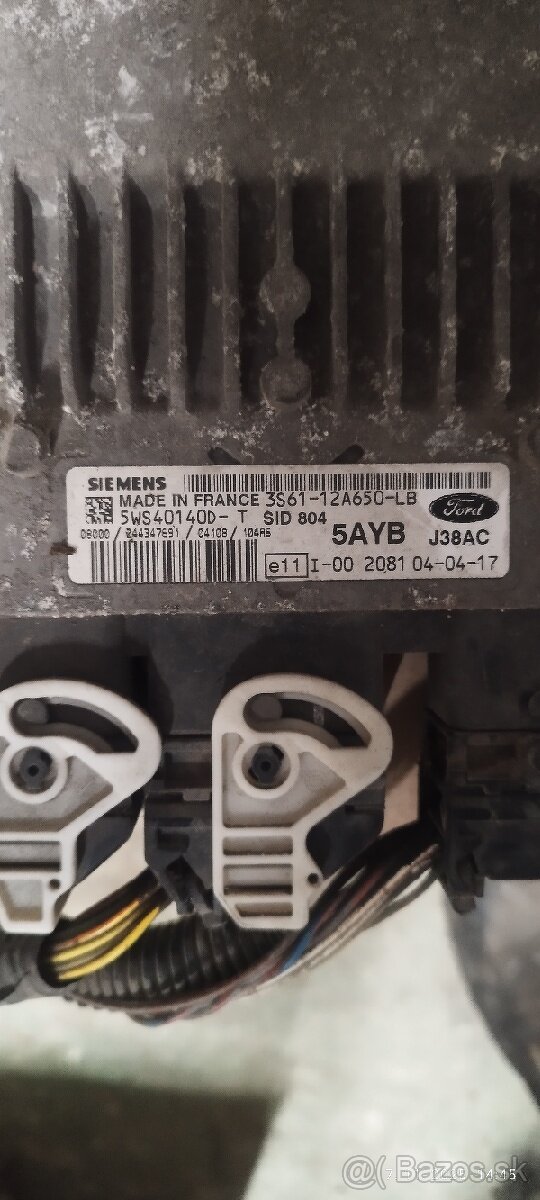 SIEMENS
MADE IN FRANCE 3S61-12A650-LB
Ford
5WS40140D-T SID 804
5AYB J38AC
e11 I-00 2081 04-04-17
@( Bazos.sk